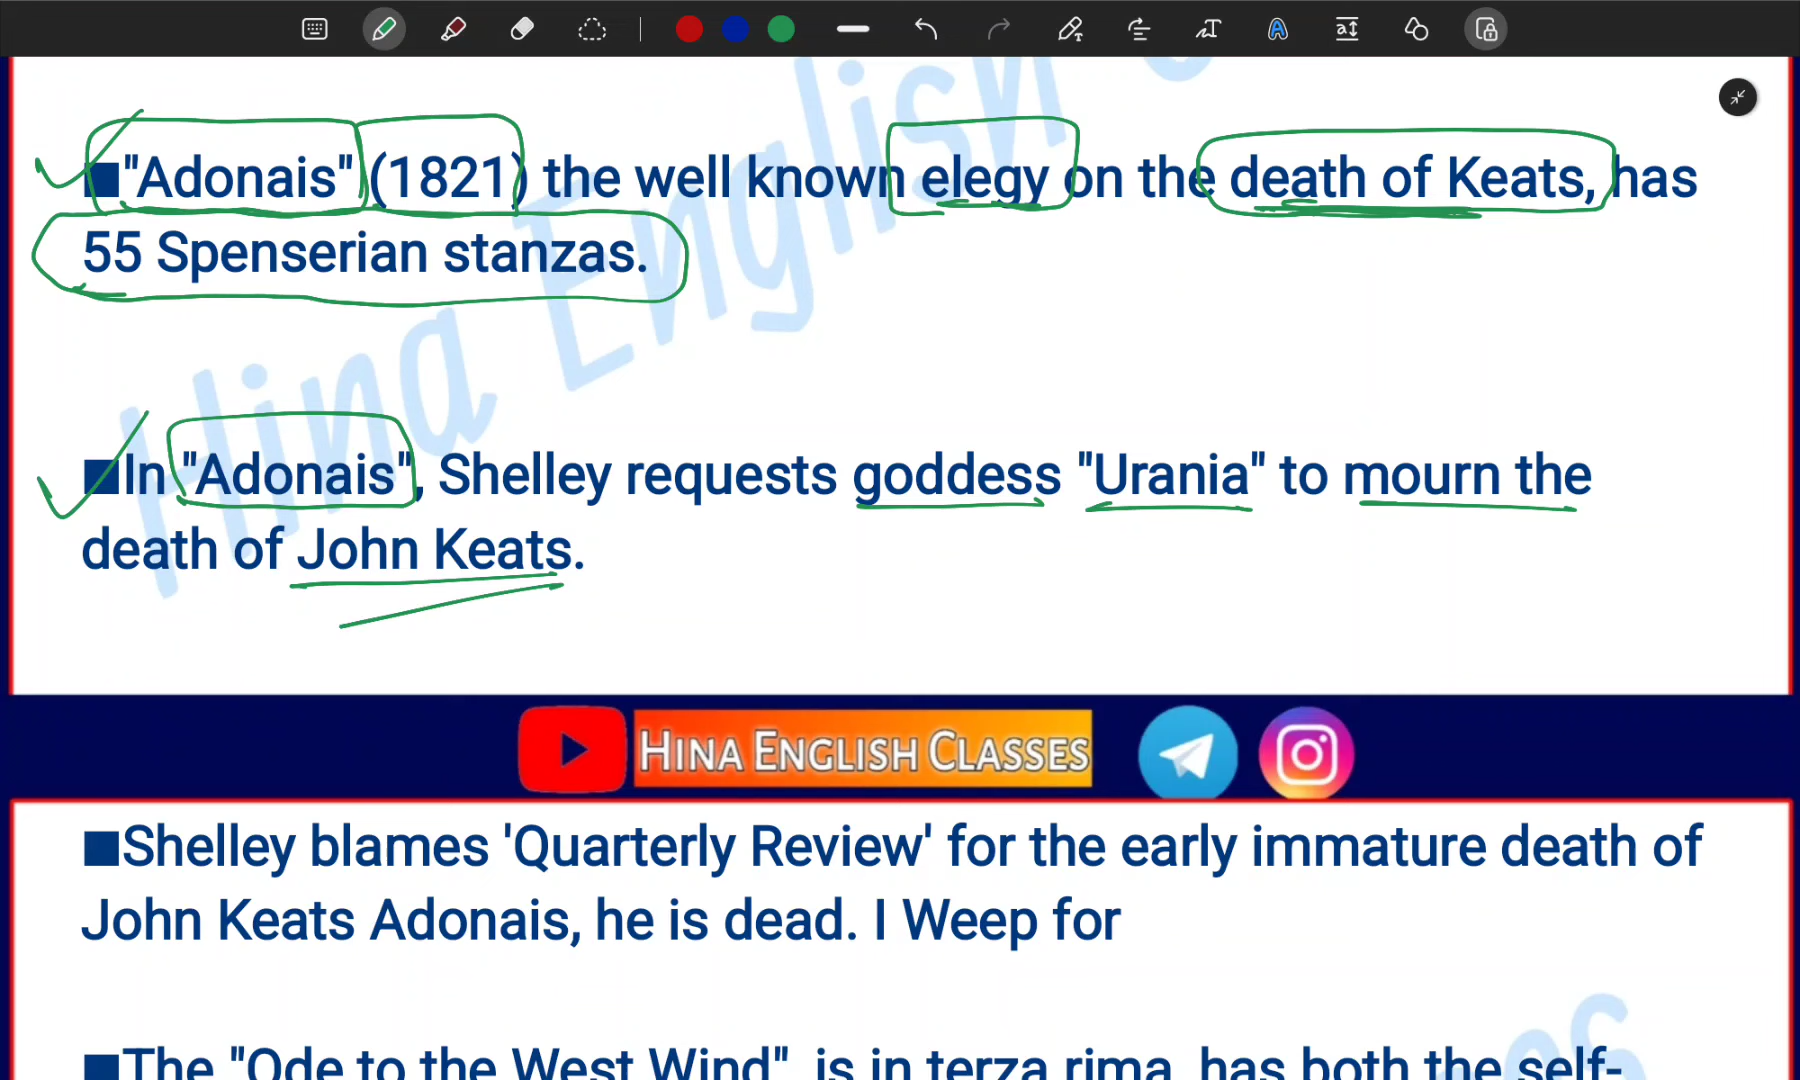 ■"Adonais" (1821) the well known elegy on the death of Keats, has
55 Spenserian stanzas.
■In "Adonais", Shelley requests goddess "Urania" to mourn the
death of John Keats.
Hina English
HINA ENGLISH CLASSES
■Shelley blames 'Quarterly Review' for the early immature death of
John Keats Adonais, he is dead. I Weep for
■The "Ode to the West Wind", is in terza rima, has both the self-